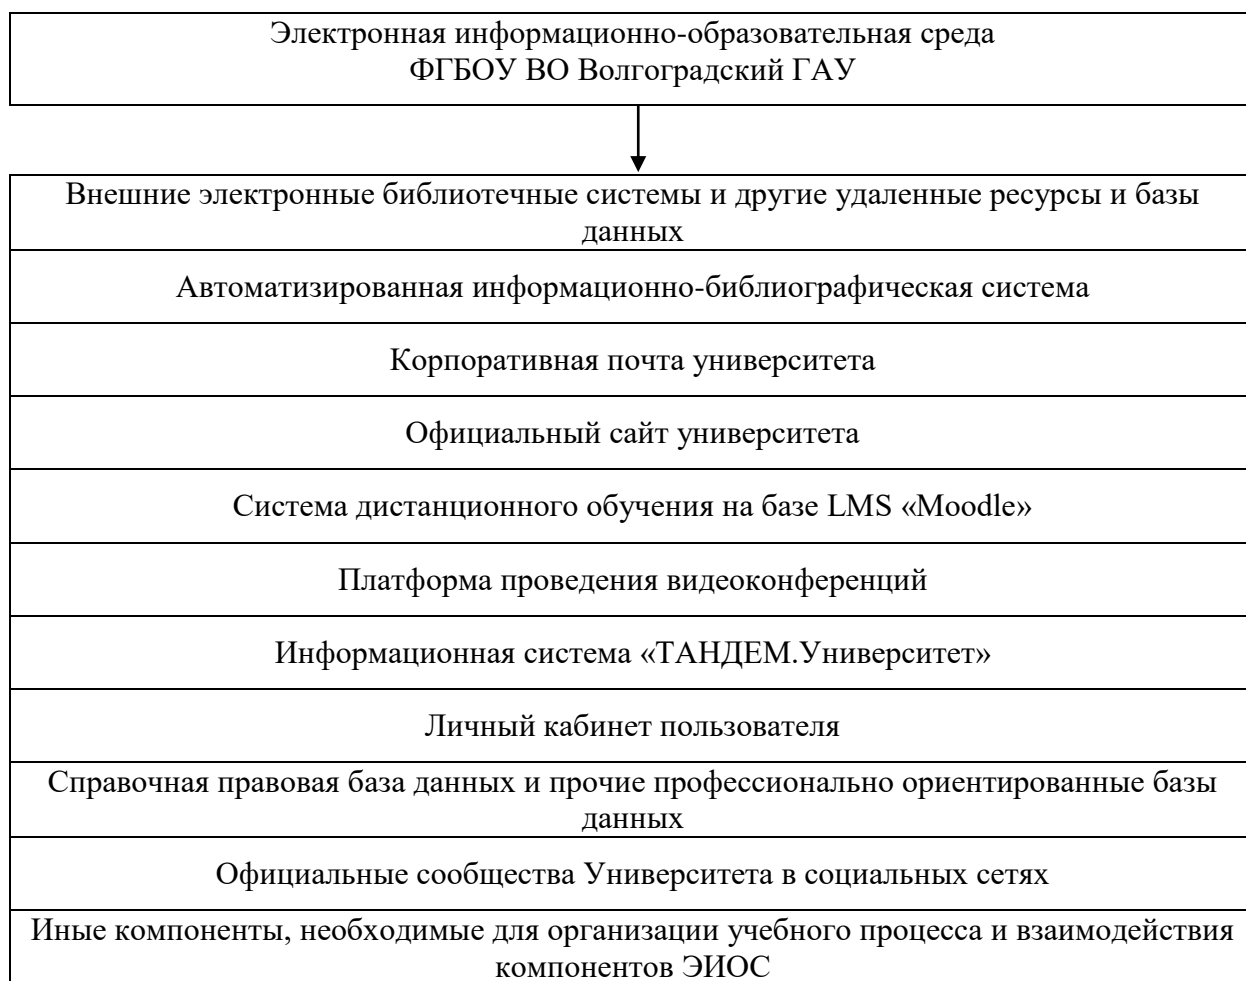 Электронная информационно-образовательная среда
ФГБОУ ВО Волгоградский ГАУ
Внешние электронные библиотечные системы и другие удаленные ресурсы и базы
данных
Автоматизированная информационно-библиографическая система
Корпоративная почта университета
Официальный сайт университета
Система дистанционного обучения на базе LMS «Moodle»
Платформа проведения видеоконференций
Информационная система «ТАНДЕМ.Университет»
Личный кабинет пользователя
Справочная правовая база данных и прочие профессионально ориентированные базы
данных
Официальные сообщества Университета в социальных сетях
Иные компоненты, необходимые для организации учебного процесса и взаимодействия
компонентов ЭИОС